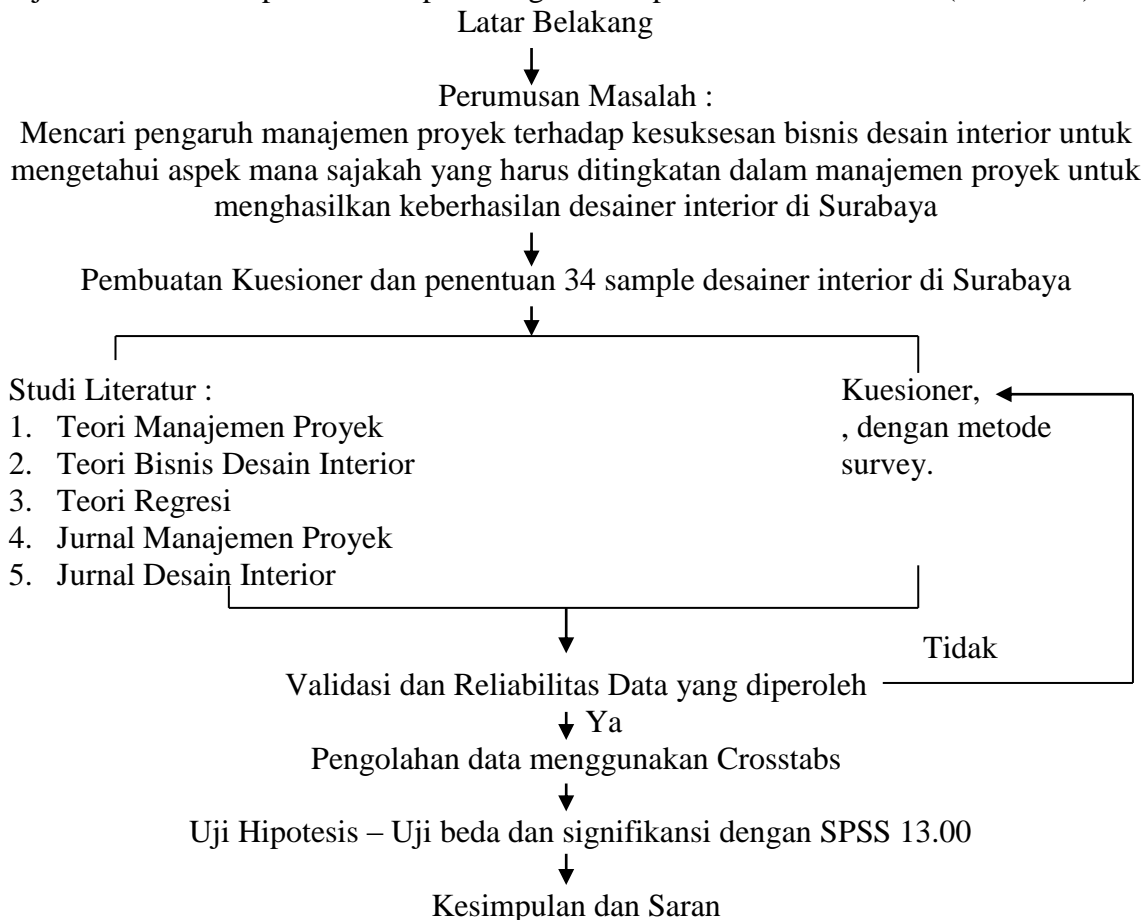 Latar Belakang
Perumusan Masalah :
Mencari pengaruh manajemen proyek terhadap kesuksesan bisnis desain interior untuk
mengetahui aspek mana sajakah yang harus ditingkatan dalam manajemen proyek untuk
menghasilkan keberhasilan desainer interior di Surabaya
Pembuatan Kuesioner dan penentuan 34 sample desainer interior di Surabaya
Studi Literatur :
1. Teori Manajemen Proyek
2. Teori Bisnis Desain Interior
3. Teori Regresi
4. Jurnal Manajemen Proyek
5. Jurnal Desain Interior
Kuesioner,
, dengan metode
survey.
Tidak
Validasi dan Reliabilitas Data yang diperoleh
Ya
Pengolahan data menggunakan Crosstabs
Uji Hipotesis – Uji beda dan signifikansi dengan SPSS 13.00
Kesimpulan dan Saran